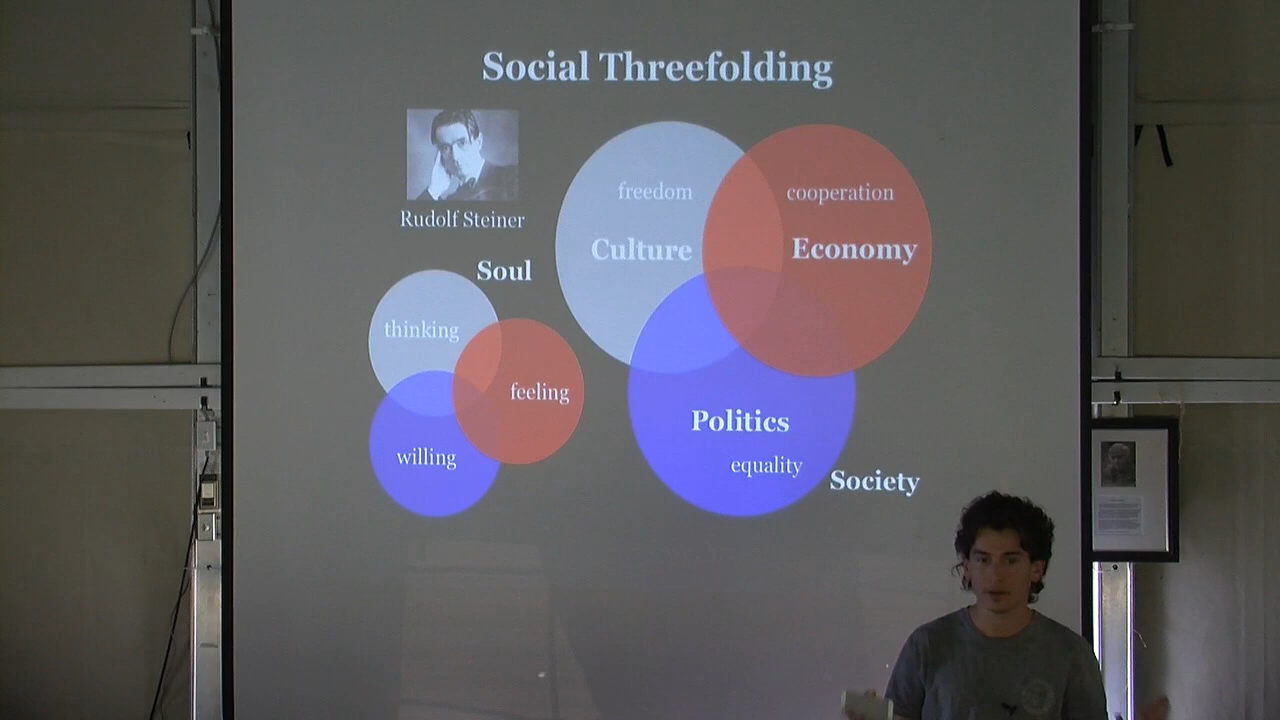 Social Threefolding
Rudolf Steiner
Soul
thinking
feeling
willing
freedom
Culture
cooperation
Economy
Politics
equality
Society